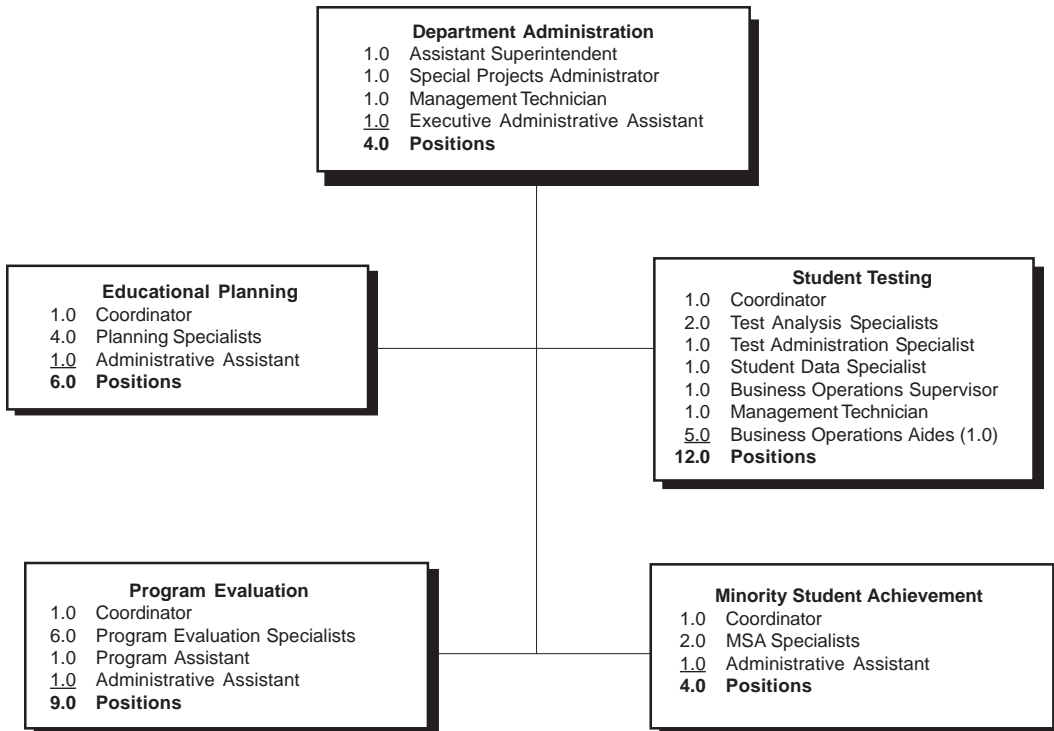 Department Administration
1.0 Assistant Superintendent
1.0 Special Projects Administrator
1.0 Management Technician
1.0 Executive Administrative Assistant
4.0 Positions
Educational Planning
1.0 Coordinator
4.0 Planning Specialists
1.0 Administrative Assistant
6.0 Positions
Student Testing
1.0 Coordinator
2.0 Test Analysis Specialists
1.0 Test Administration Specialist
1.0 Student Data Specialist
1.0 Business Operations Supervisor
1.0 Management Technician
5.0 Business Operations Aides (1.0)
12.0 Positions
Program Evaluation
1.0 Coordinator
6.0 Program Evaluation Specialists
1.0 Program Assistant
1.0 Administrative Assistant
9.0 Positions
Minority Student Achievement
1.0 Coordinator
2.0 MSA Specialists
1.0 Administrative Assistant
4.0 Positions